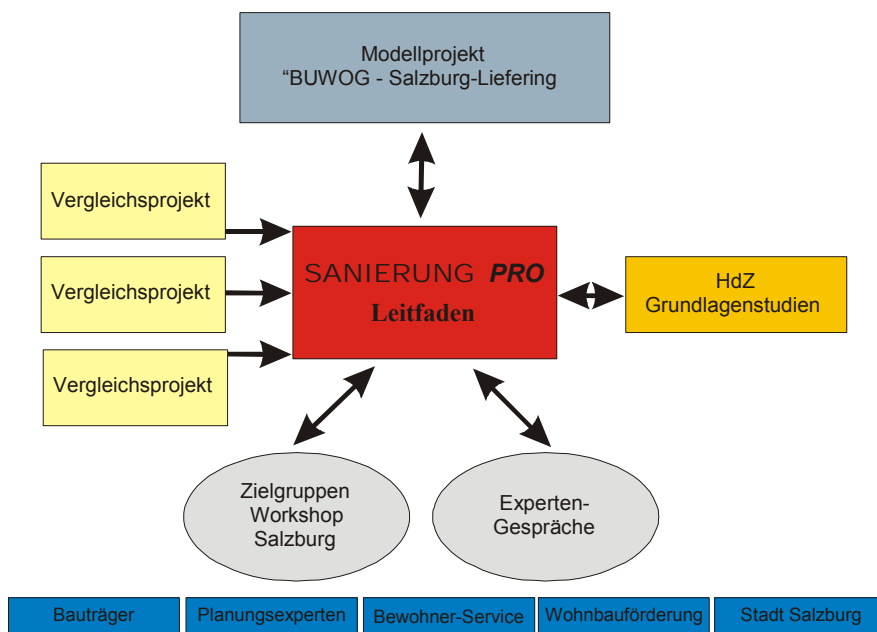 Modellprojekt
“BUWOG - Salzburg-Liefering
Vergleichsprojekt
Vergleichsprojekt
Vergleichsprojekt
SANIERUNG PRO
Leitfaden
HdZ
Grundlagenstudien
Zielgruppen
Workshop
Salzburg
Experten-
Gespräche
Bauträger
Planungsexperten
Bewohner-Service
Wohnbauförderung
Stadt Salzburg